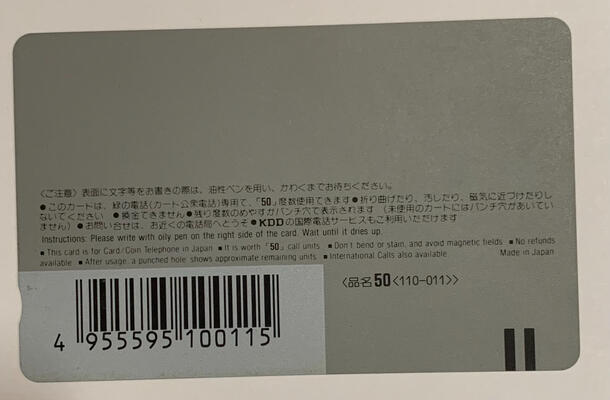 〈ご注意〉表面に文字等をお書きの際は、油性ペンを用い、かわくまでお待ちください。
●このカードは、緑の電話(カード公衆電話)専用で、「50」度数使用できます●折り曲げたり、汚したり、磁気に近づけたりし
ないでください ●換金できません●残り度数のめやすがパンチ穴で表示されます (未使用のカードにはパンチ穴があいてい
ません)●お問い合せは、お近くの電話局へどうぞ●KDDの国際電話サービスもご利用いただけます
Instructions: Please write with oily pen on the right side of the card. Wait until it dries up.
■ This card is for Card/Coin Telephone in Japan ■ It is worth 「50」 call units ■ Don't bend or stain, and avoid magnetic fields ■ No refunds
available ■ After usage, a punched hole shows approximate remaining units ■ International Calls also available Made in Japan
〈品名50〈110-011〉〉
4 955595 100115